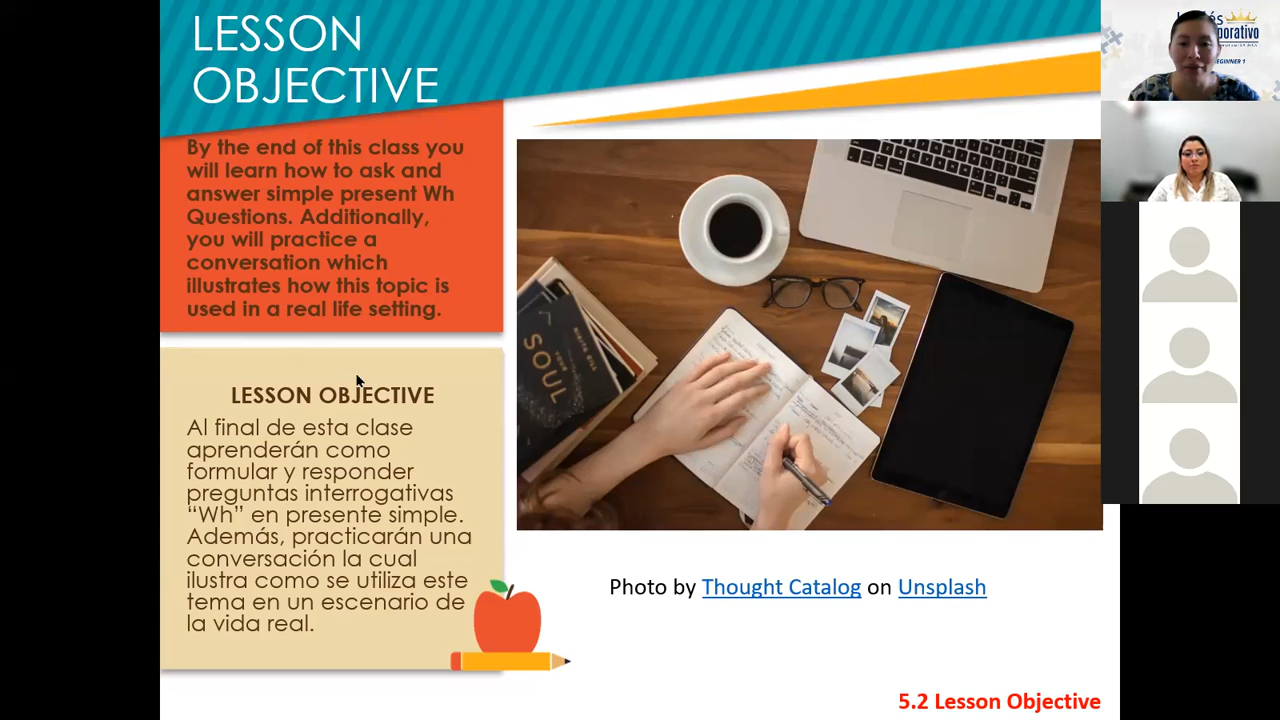 LESSON
OBJECTIVE
By the end of this class you
will learn how to ask and
answer simple present Wh
Questions. Additionally,
you will practice a
conversation which
illustrates how this topic is
used in a real life setting.
LESSON OBJECTIVE
Al final de esta clase
aprenderán como
formular y responder
preguntas interrogativas
“Wh” en presente simple.
Además, practicarán una
conversación la cual
ilustra como se utiliza este
tema en un escenario de
la vida real.
YOUR
SOUL
Photo by Thought Catalog on Unsplash
5.2 Lesson Objective